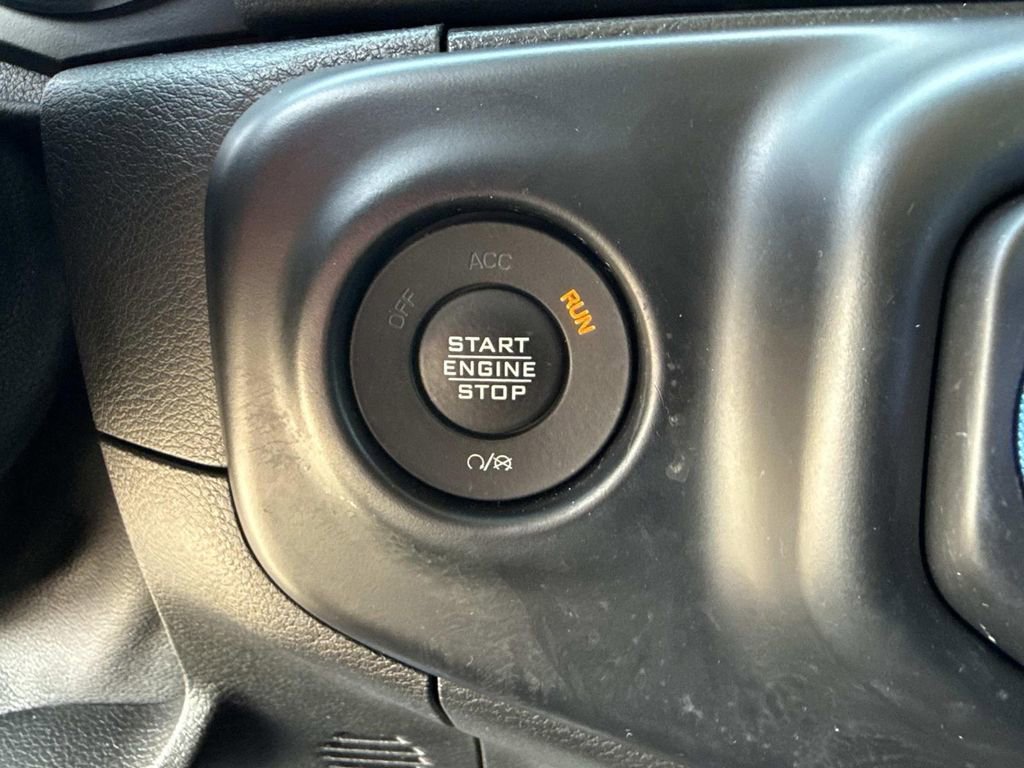 ACC
OFF
RUN
START
ENGINE
STOP